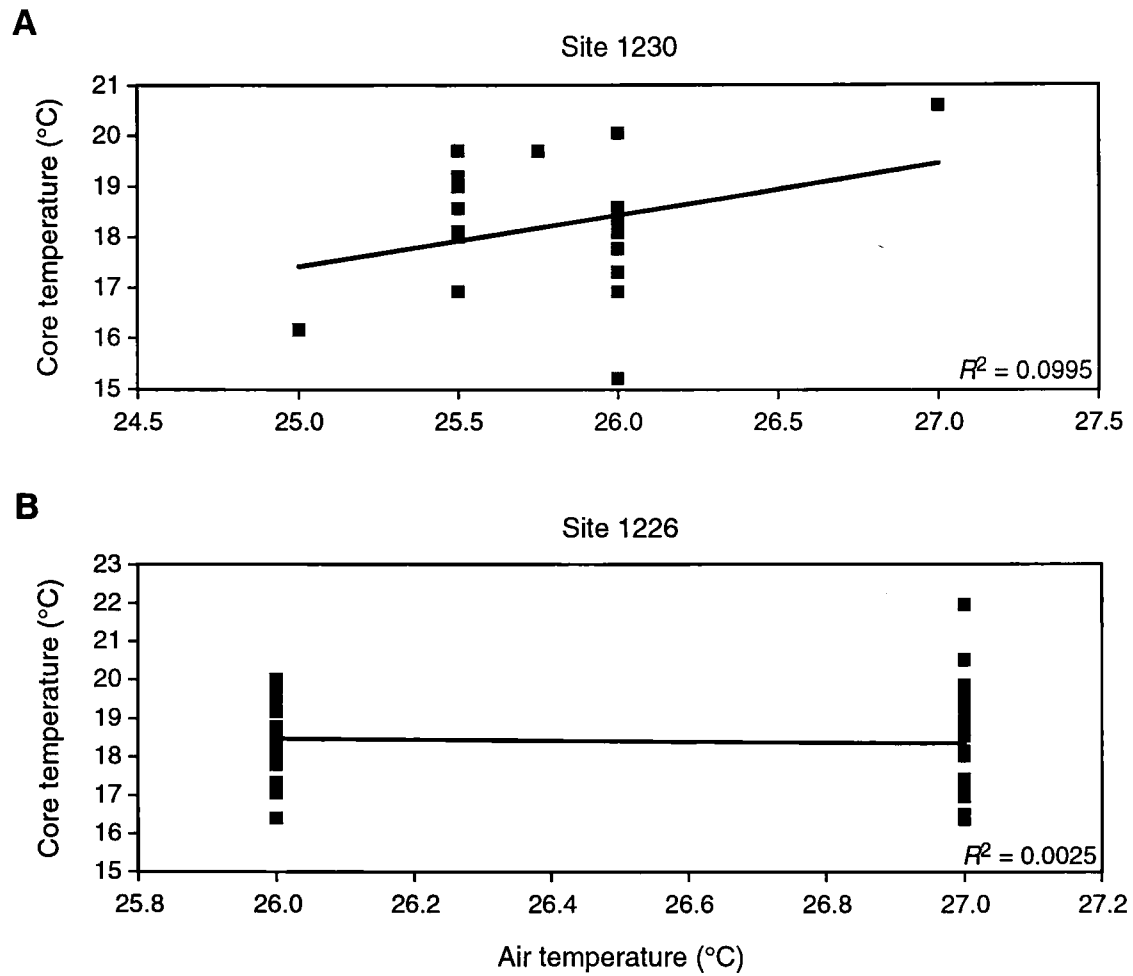 A
Site 1230
Core temperature (°C)
21
20
19
18
17
16
15
R² = 0.0995
24.5 25.0 25.5 26.0 26.5 27.0 27.5
B
Site 1226
Core temperature (°C)
23
22
21
20
19
18
17
16
15
R² = 0.0025
25.8 26.0 26.2 26.4 26.6 26.8 27.0 27.2
Air temperature (°C)